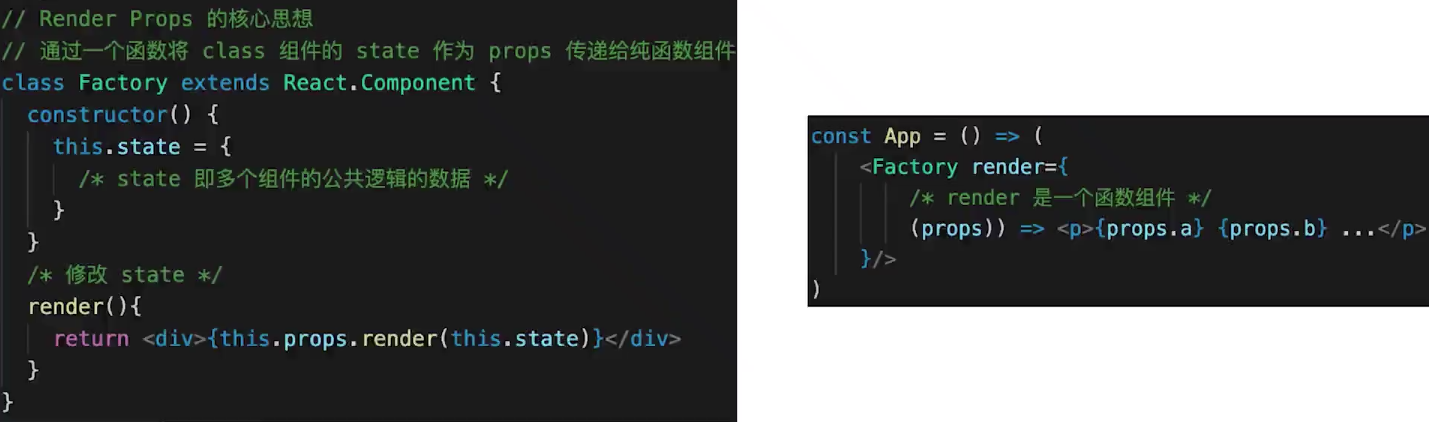 // Render Props 的核心思想
// 通过一个函数将 class 组件的 state 作为 props 传递给纯函数组件
class Factory extends React.Component {
  constructor() {
    this.state = {
      /* state 即多个组件的公共逻辑的数据 */
    }
  }
  /* 修改 state */
  render(){
    return <div>{this.props.render(this.state)}</div>
  }
}
const App = () => (
    <Factory render={
        /* render 是一个函数组件 */
        (props)) => <p>{props.a} {props.b} ...</p>
    }/>
)